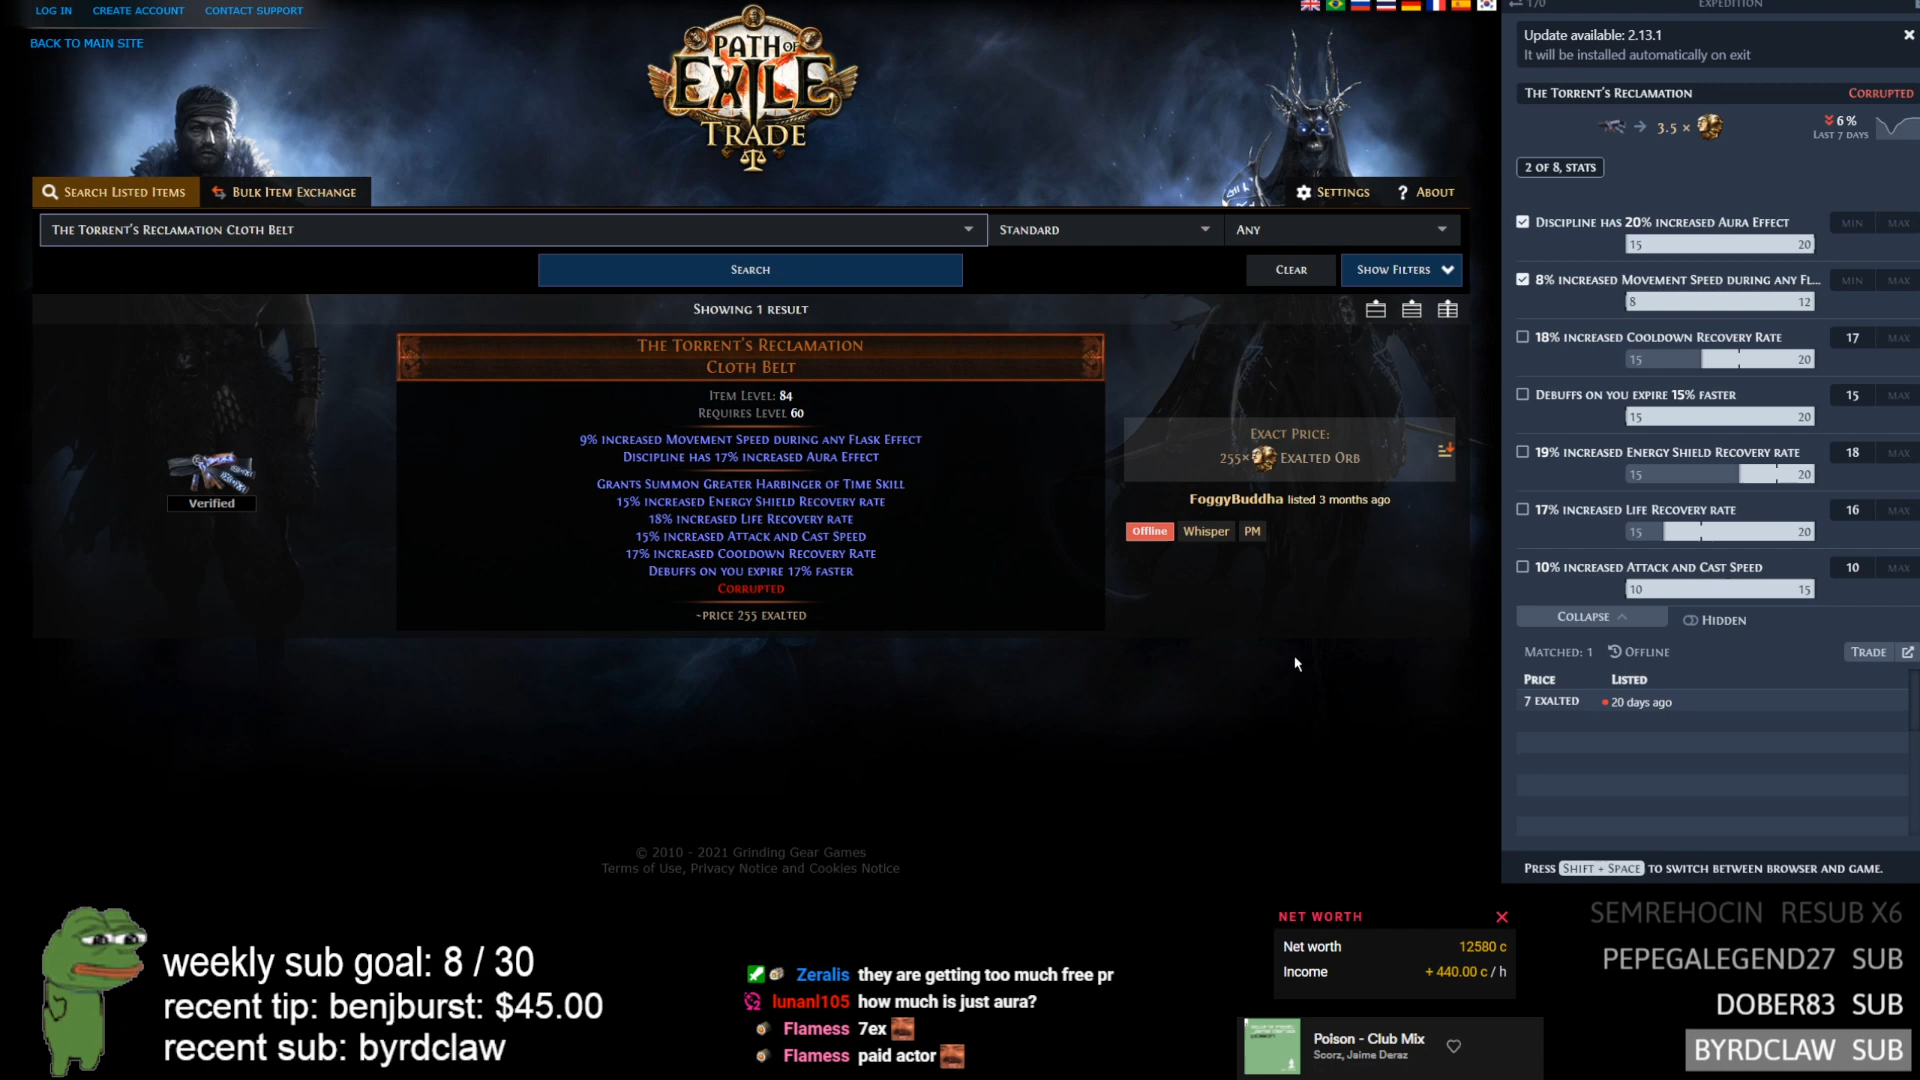 LOG IN CREATE ACCOUNT CONTACT SUPPORT
BACK TO MAIN SITE
PATH OF
EXILE
TRADE
SEARCH LISTED ITEMS BULK ITEM EXCHANGE
SETTINGS ? ABOUT
THE TORRENT'S RECLAMATION CLOTH BELT STANDARD ANY
SEARCH CLEAR SHOW FILTERS
SHOWING 1 RESULT
THE TORRENT'S RECLAMATION
CLOTH BELT
ITEM LEVEL: 84
REQUIRES LEVEL 60
9% INCREASED MOVEMENT SPEED DURING ANY FLASK EFFECT
DISCIPLINE HAS 17% INCREASED AURA EFFECT
GRANTS SUMMON GREATER HARBINGER OF TIME SKILL
15% INCREASED ENERGY SHIELD RECOVERY RATE
18% INCREASED LIFE RECOVERY RATE
15% INCREASED ATTACK AND CAST SPEED
17% INCREASED COOLDOWN RECOVERY RATE
DEBUFFS ON YOU EXPIRE 17% FASTER
CORRUPTED
~PRICE 255 EXALTED
Verified
EXACT PRICE:
255× EXALTED ORB
FoggyBuddha listed 3 months ago
Offline Whisper PM
© 2010 - 2021 Grinding Gear Games
Terms of Use, Privacy Notice and Cookies Notice
EXPEDITION
Update available: 2.13.1
It will be installed automatically on exit
THE TORRENT'S RECLAMATION CORRUPTED
3.5 ×
6%
LAST 7 DAYS
2 OF 8, STATS
DISCIPLINE HAS 20% INCREASED AURA EFFECT MIN MAX
15 20
8% INCREASED MOVEMENT SPEED DURING ANY FL... MIN MAX
8 12
18% INCREASED COOLDOWN RECOVERY RATE 17 MAX
15 20
DEBUFFS ON YOU EXPIRE 15% FASTER 15 MAX
15 20
19% INCREASED ENERGY SHIELD RECOVERY RATE 18 MAX
15 20
17% INCREASED LIFE RECOVERY RATE 16 MAX
15 20
10% INCREASED ATTACK AND CAST SPEED 10 MAX
10 15
COLLAPSE HIDDEN
MATCHED: 1 OFFLINE TRADE
PRICE LISTED
7 EXALTED 20 days ago
PRESS SHIFT + SPACE TO SWITCH BETWEEN BROWSER AND GAME.
weekly sub goal: 8 / 30
recent tip: benjburst: $45.00
recent sub: byrdclaw
Zeralis they are getting too much free pr
lunanl105 how much is just aura?
Flamess 7ex
Flamess paid actor
NET WORTH
Net worth 12580 c
Income + 440.00 c / h
Poison - Club Mix
Scorz, Jaime Deraz
SEMREHOCIN RESUB X6
PEPEGALEGEND27 SUB
DOBER83 SUB
BYRDCLAW SUB